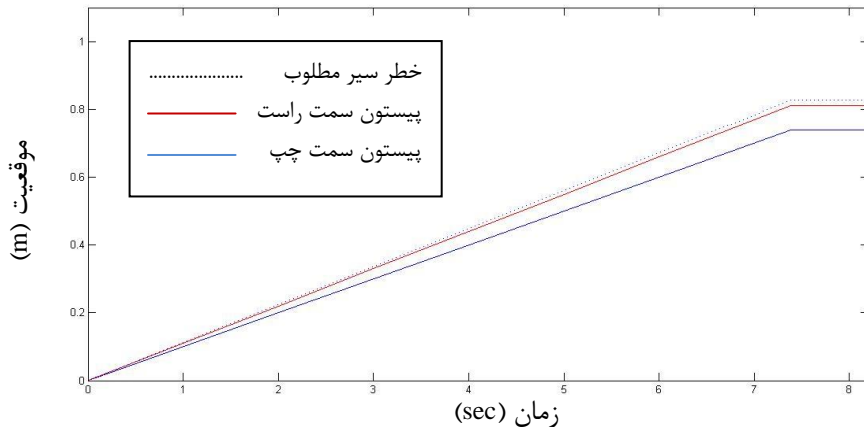 1
0.8
0.6
0.4
0.2
0
موقعیت (m)
خطر سیر مطلوب
پیستون سمت راست
پیستون سمت چپ
0 1 2 3 4 5 6 7 8
زمان (sec)